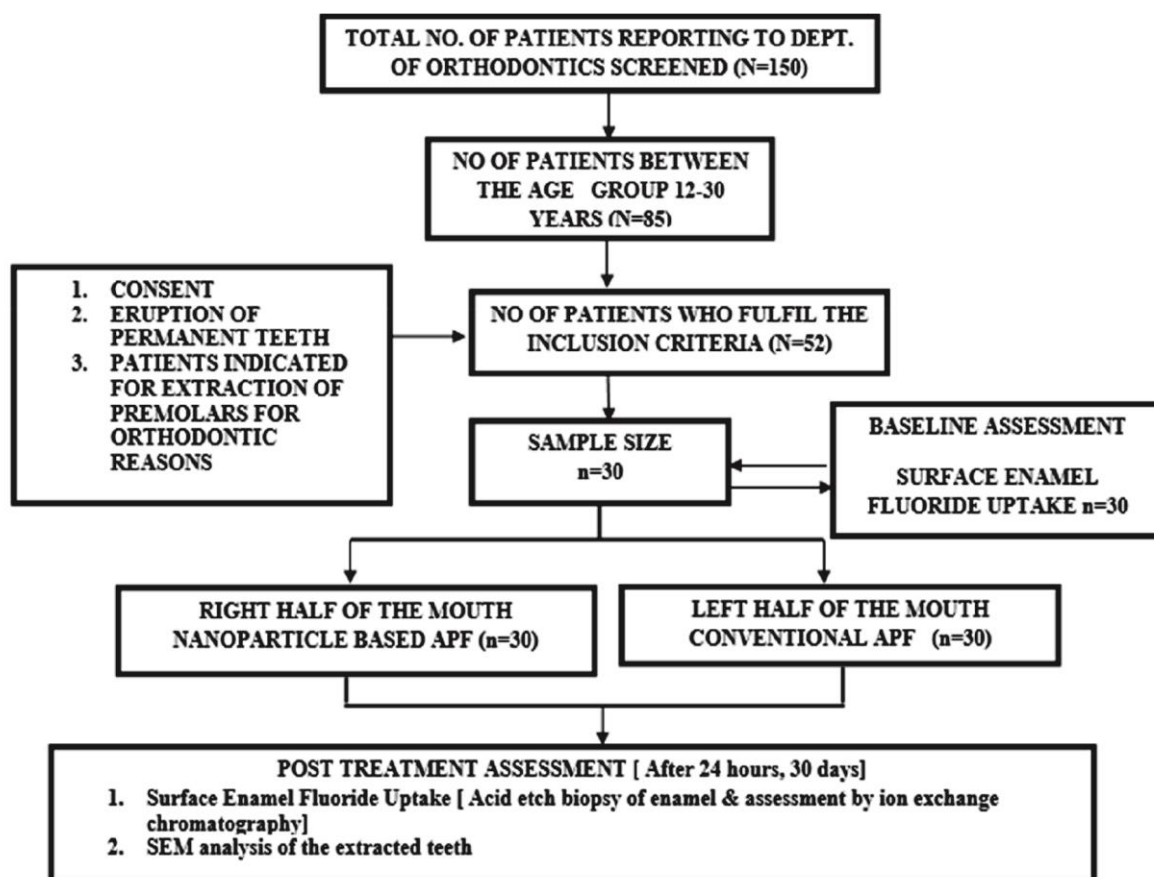 TOTAL NO. OF PATIENTS REPORTING TO DEPT.
OF ORTHODONTICS SCREENED (N=150)
NO OF PATIENTS BETWEEN
THE AGE GROUP 12-30
YEARS (N=85)
1. CONSENT
2. ERUPTION OF
PERMANENT TEETH
3. PATIENTS INDICATED
FOR EXTRACTION OF
PREMOLARS FOR
ORTHODONTIC
REASONS
NO OF PATIENTS WHO FULFIL THE
INCLUSION CRITERIA (N=52)
SAMPLE SIZE
n=30
BASELINE ASSESSMENT
SURFACE ENAMEL
FLUORIDE UPTAKE n=30
RIGHT HALF OF THE MOUTH
NANOPARTICLE BASED APF (n=30)
LEFT HALF OF THE MOUTH
CONVENTIONAL APF (n=30)
POST TREATMENT ASSESSMENT [ After 24 hours, 30 days]
1. Surface Enamel Fluoride Uptake [ Acid etch biopsy of enamel & assessment by ion exchange
chromatography]
2. SEM analysis of the extracted teeth